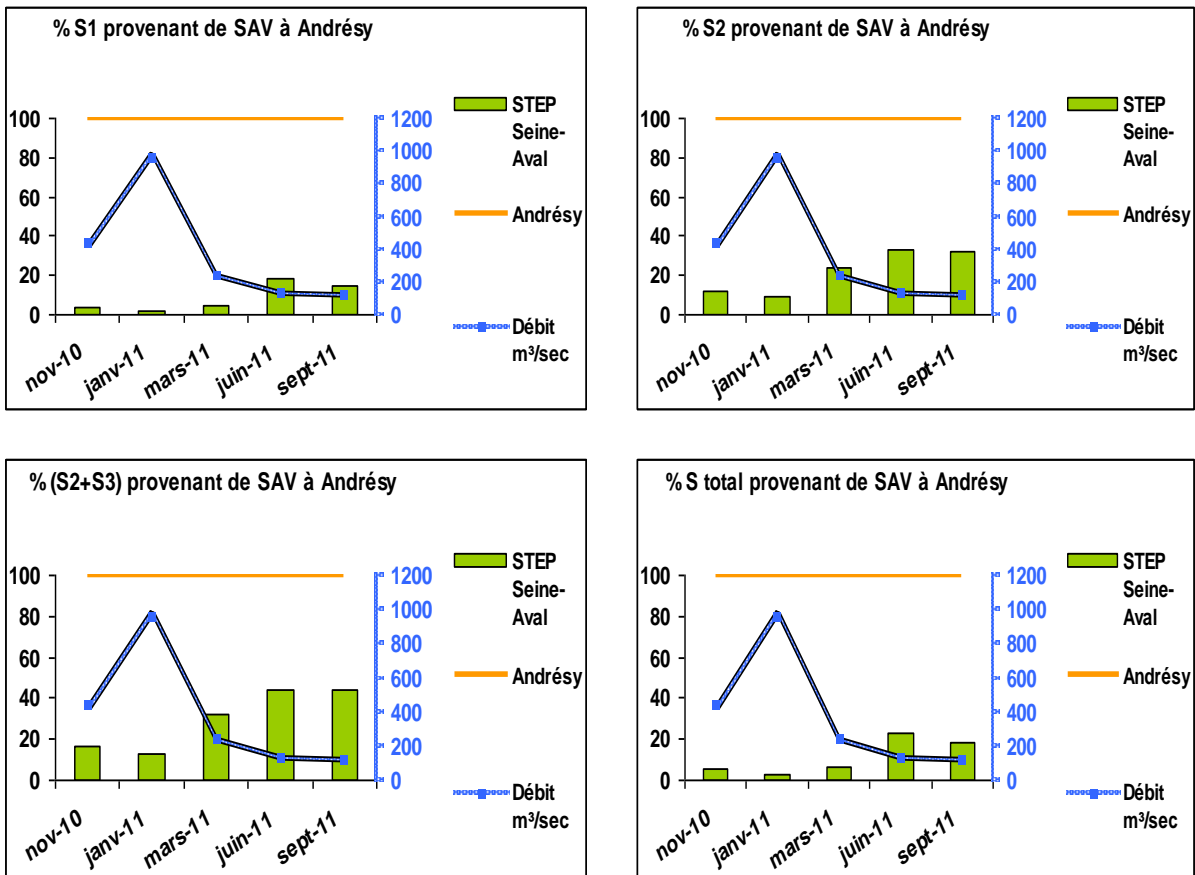 % S1 provenant de SAV à Andrésy
100
80
60
40
20
0
1200
1000
800
600
400
200
0
nov-10
janv-11
mars-11
juin-11
sept-11
STEP
Seine-
Aval
Andrésy
Débit
m³/sec
% S2 provenant de SAV à Andrésy
100
80
60
40
20
0
1200
1000
800
600
400
200
0
nov-10
janv-11
mars-11
juin-11
sept-11
STEP
Seine-
Aval
Andrésy
Débit
m³/sec
% (S2+S3) provenant de SAV à Andrésy
100
80
60
40
20
0
1200
1000
800
600
400
200
0
nov-10
janv-11
mars-11
juin-11
sept-11
STEP
Seine-
Aval
Andrésy
Débit
m³/sec
% S total provenant de SAV à Andrésy
100
80
60
40
20
0
1200
1000
800
600
400
200
0
nov-10
janv-11
mars-11
juin-11
sept-11
STEP
Seine-
Aval
Andrésy
Débit
m³/sec